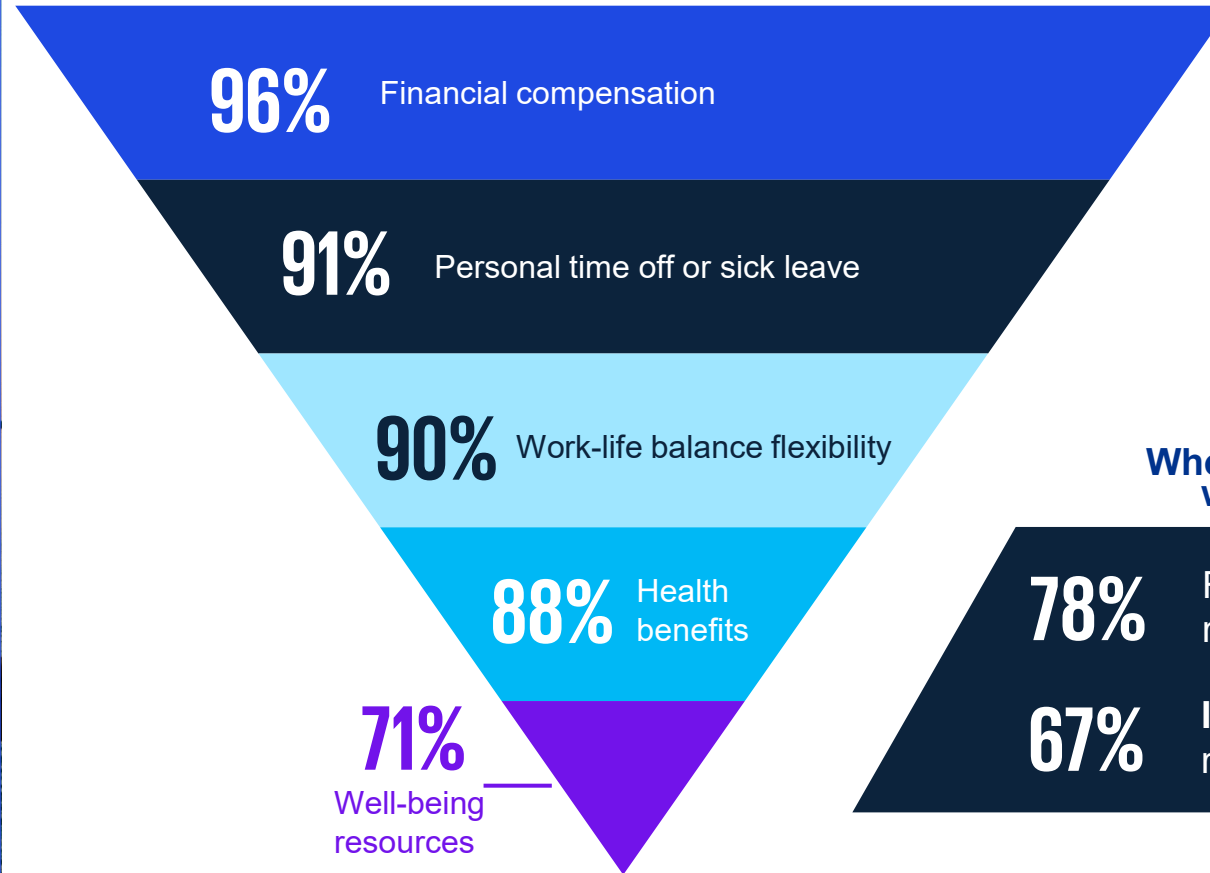 96%
Financial compensation
91%
Personal time off or sick leave
90%
Work-life balance flexibility
88%
Health
benefits
71%
Well-being
resources
78%
67%